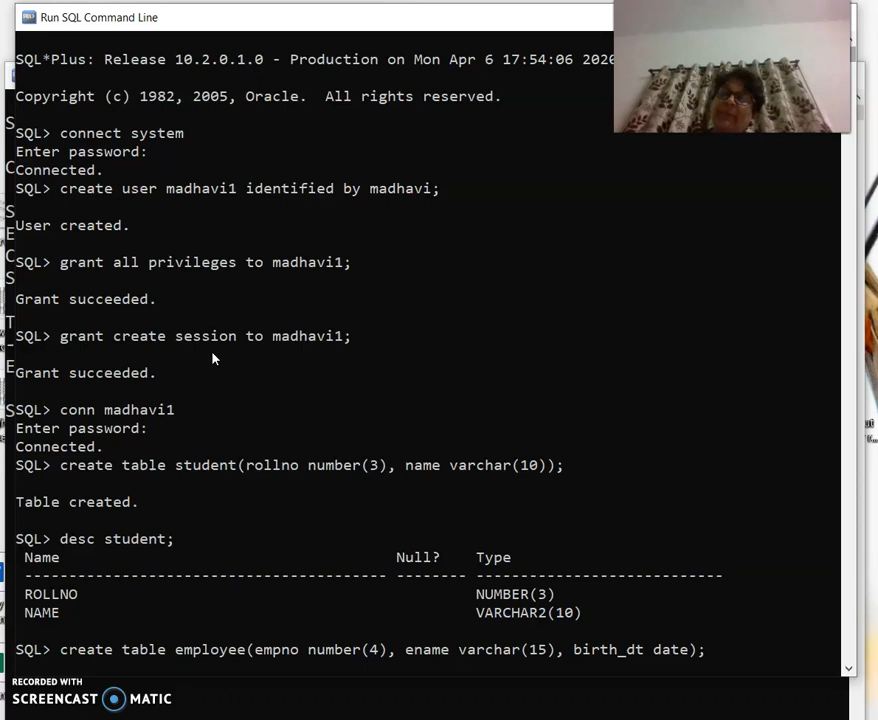 Run SQL Command Line
SQL*Plus: Release 10.2.0.1.0 - Production on Mon Apr 6 17:54:06 2020
Copyright (c) 1982, 2005, Oracle.  All rights reserved.
SQL> connect system
Enter password:
Connected.
SQL> create user madhavi1 identified by madhavi;
User created.
SQL> grant all privileges to madhavi1;
Grant succeeded.
SQL> grant create session to madhavi1;
Grant succeeded.
SQL> conn madhavi1
Enter password:
Connected.
SQL> create table student(rollno number(3), name varchar(10));
Table created.
SQL> desc student;
Name Null? Type
----------------------------------------- -------- ----------------------------
ROLLNO NUMBER(3)
NAME VARCHAR2(10)
SQL> create table employee(empno number(4), ename varchar(15), birth_dt date);
RECORDED WITH
SCREENCAST MATIC